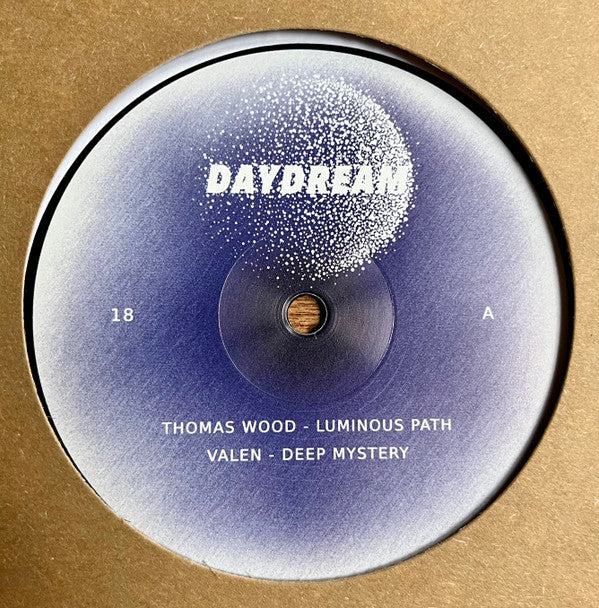 DAYDREAM
18
A
THOMAS WOOD - LUMINOUS PATH
VALEN - DEEP MYSTERY